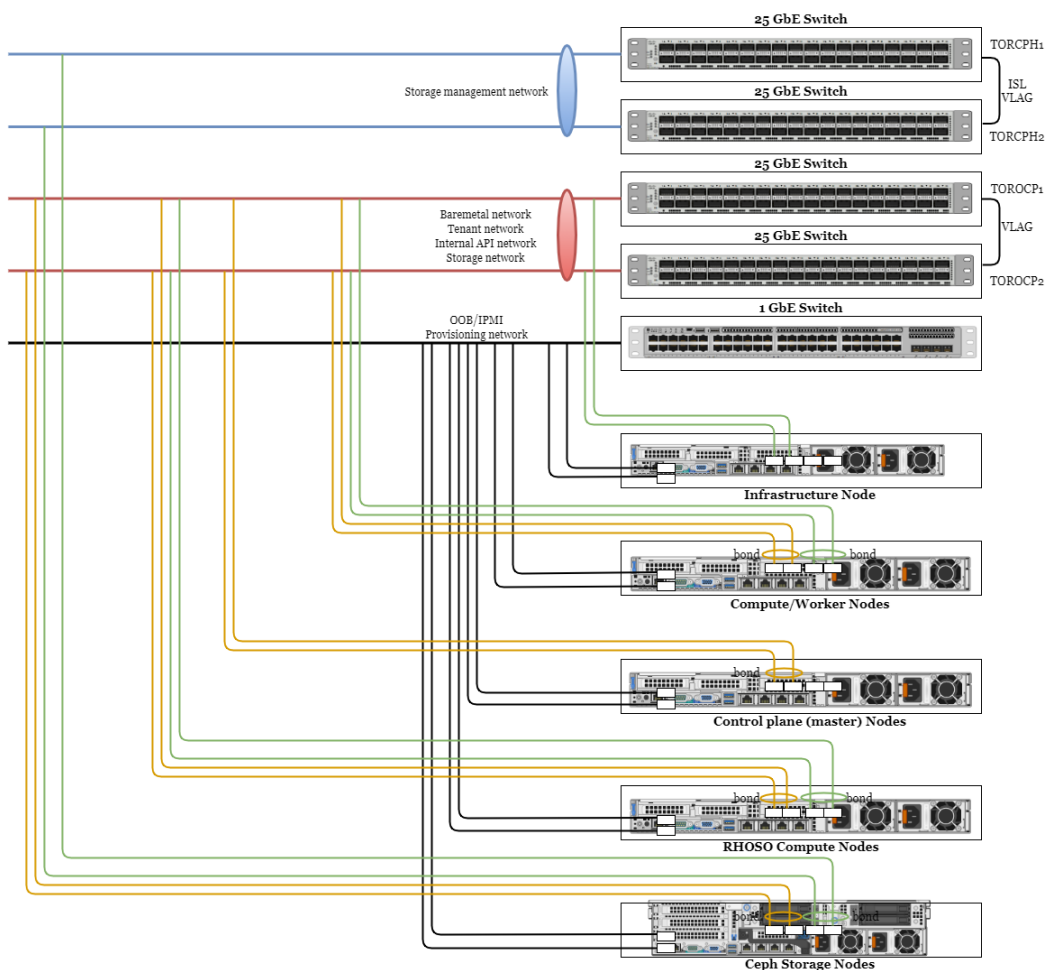 25 GbE Switch
TORCPH1
ISL
VLAG
Storage management network
25 GbE Switch
TORCPH2
25 GbE Switch
TOROCP1
Baremetal network
Tenant network
Internal API network
Storage network
VLAG
25 GbE Switch
TOROCP2
1 GbE Switch
OOB/IPMI
Provisioning network
Infrastructure Node
bond
bond
Compute/Worker Nodes
bond
Control plane (master) Nodes
bond
bond
RHOSO Compute Nodes
bond
bond
Ceph Storage Nodes